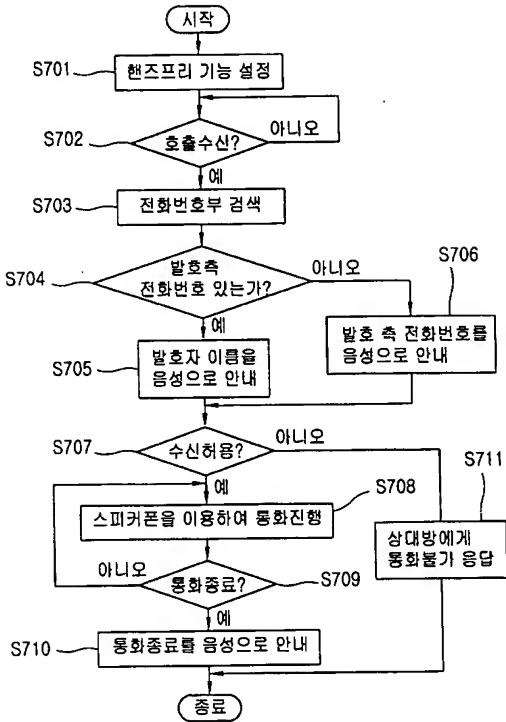 시작
S701
핸즈프리 기능 설정
S702
호출수신?
아니오
예
S703
전화번호부 검색
S704
발호측
전화번호 있는가?
아니오
S706
예
발호 측 전화번호를
음성으로 안내
S705
발호자 이름을
음성으로 안내
S707
수신허용?
아니오
S711
예
S708
스피커폰을 이용하여 통화진행
상대방에게
통화불가 응답
아니오
통화종료?
S709
예
S710
통화종료를 음성으로 안내
종료